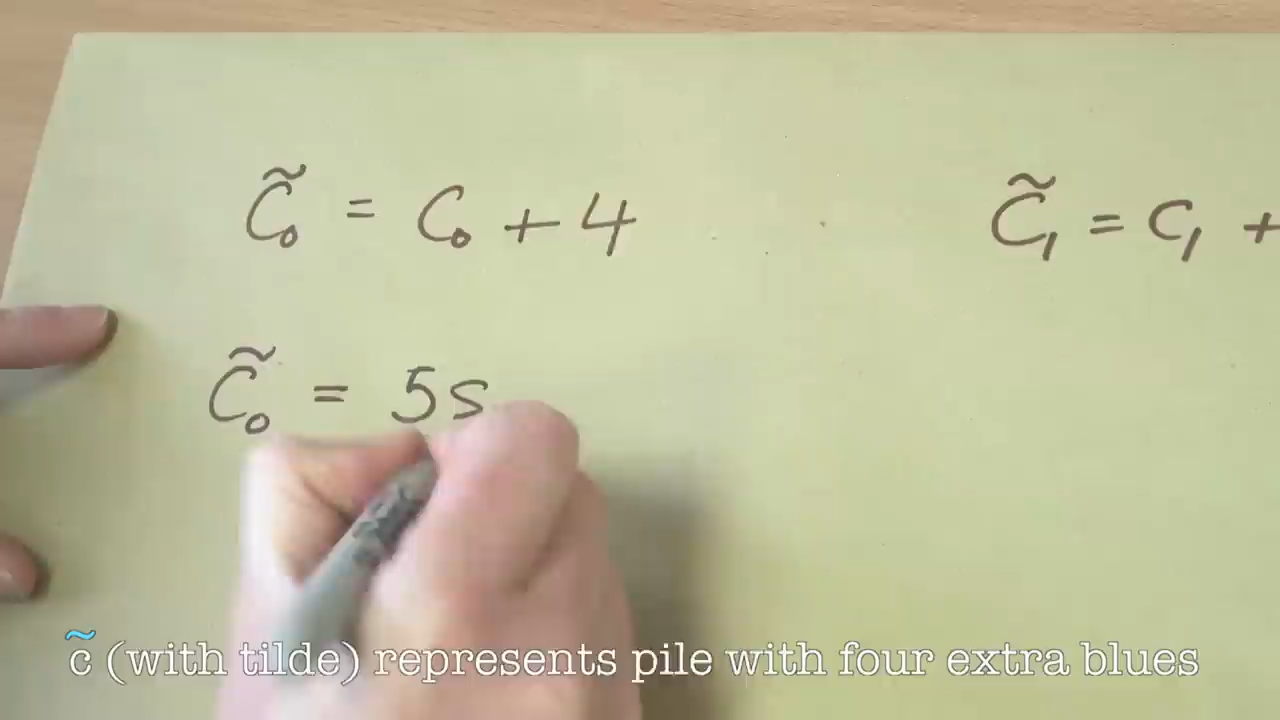 C̃₀ = C₀ + 4
C̃₁ = C₁ +
C̃₀ = 5s
c̃ (with tilde) represents pile with four extra blues